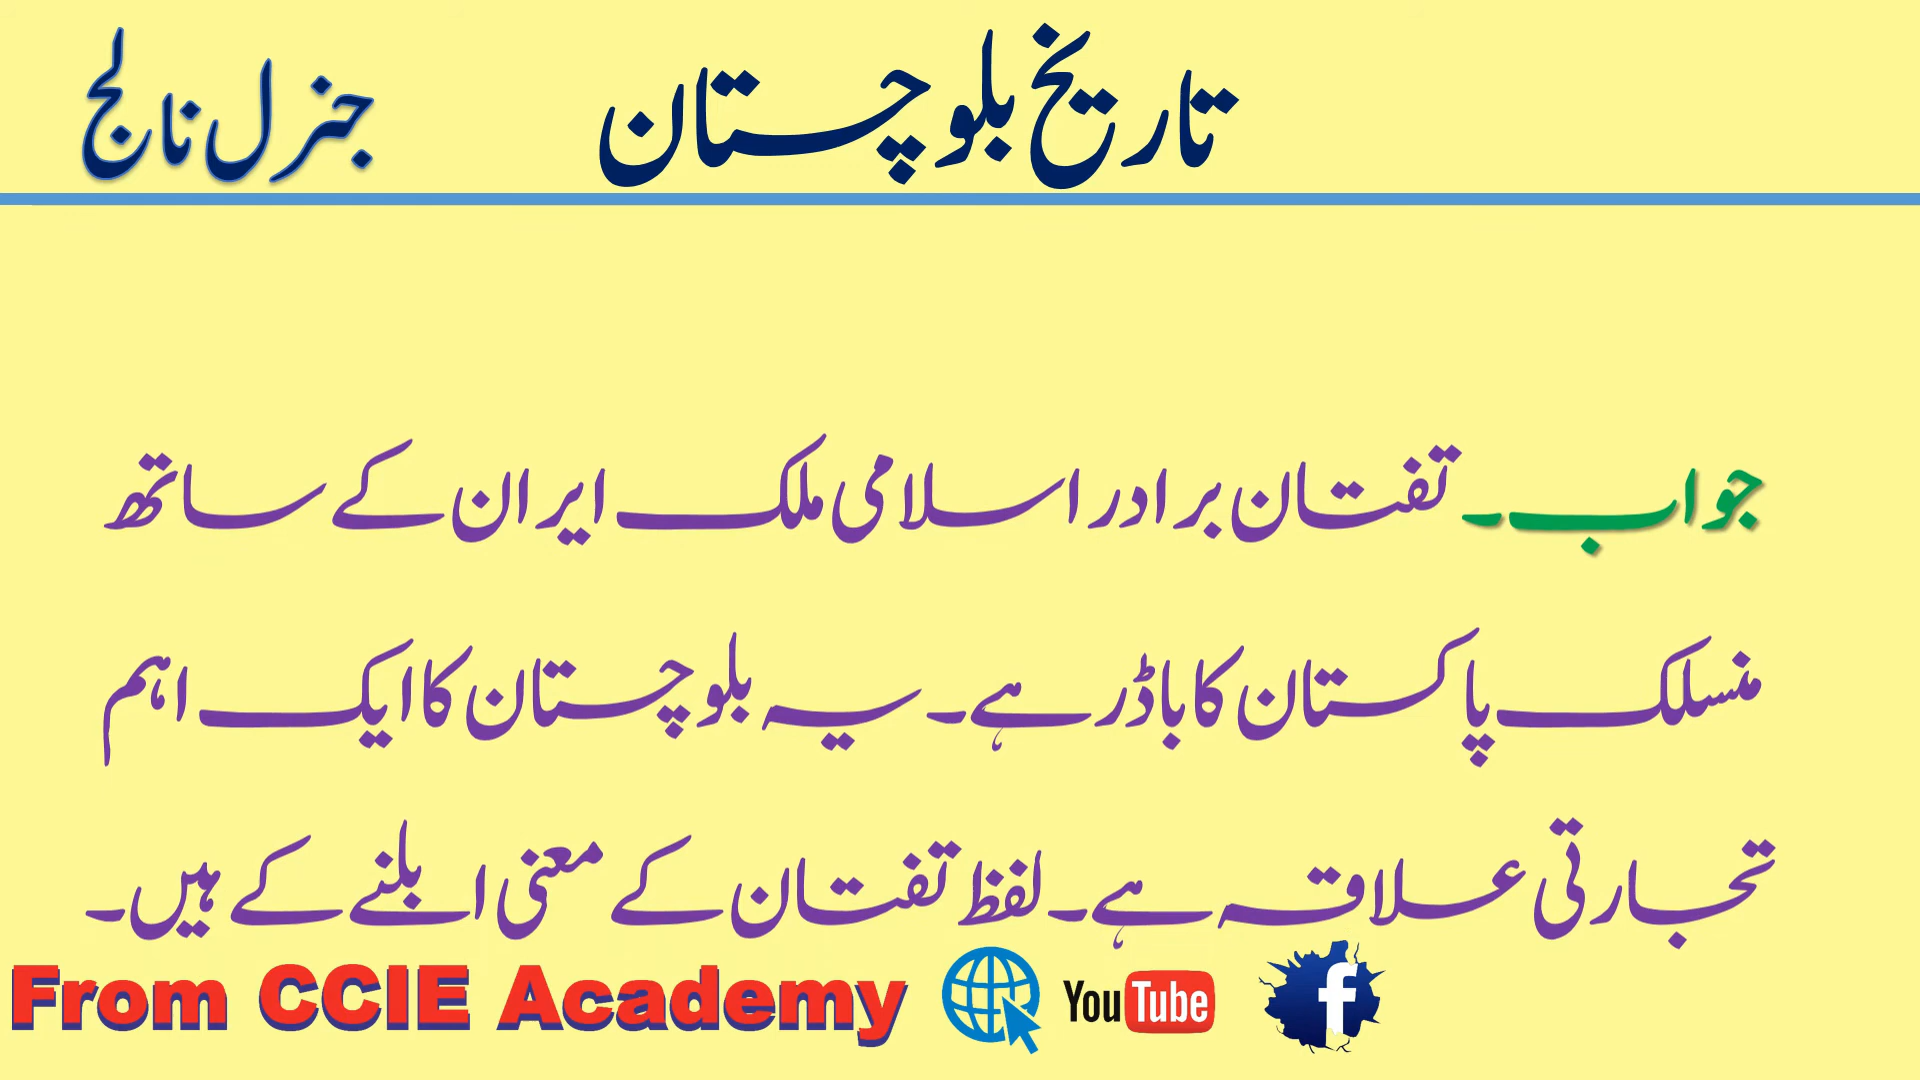 تاریخ بلوچستان
جنرل نالج
جواب۔ تفتان برادر اسلامی ملک ایران کے ساتھ
منسلک پاکستان کا باڈر ہے۔ یہ بلوچستان کا ایک اہم
تجارتی علاقہ ہے۔ لفظ تفتان کے معنی ابلنے کے ہیں۔
From CCIE Academy YouTube f